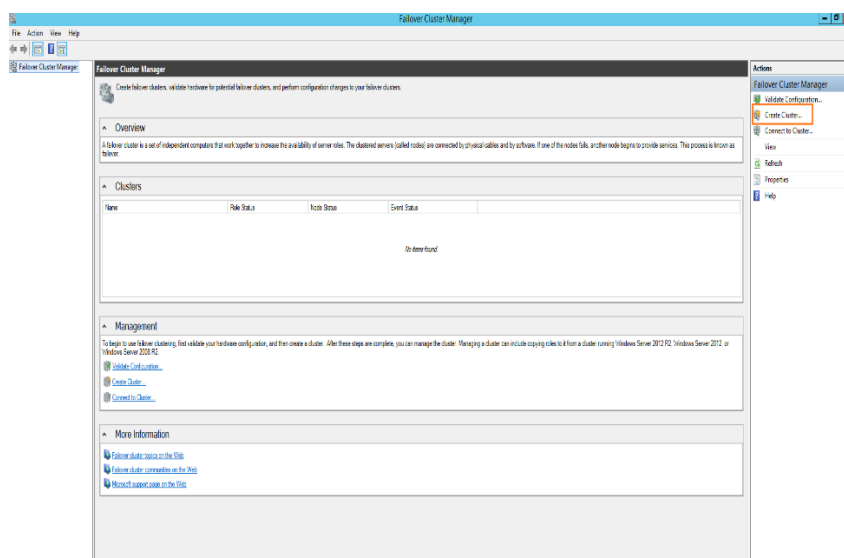 Failover Cluster Manager
File Action View Help
Failover Cluster Manager
Failover Cluster Manager
Create failover clusters, validate hardware for potential failover clusters, and perform configuration changes to your failover clusters.
Overview
A failover cluster is a set of independent computers that work together to increase the availability of server roles. The clustered servers (called nodes) are connected by physical cables and by software. If one of the nodes fails, another node begins to provide services. This process is known as
failover.
Clusters
Name Role Status Node Status Event Status
No items found.
Management
To begin to use failover clustering, first validate your hardware configuration, and then create a cluster. After these steps are complete, you can manage the cluster. Managing a cluster can include copying roles to it from a cluster running Windows Server 2012 R2, Windows Server 2012, or
Windows Server 2008 R2.
Validate Configuration...
Create Cluster...
Connect to Cluster...
More Information
Failover cluster topics on the Web
Failover cluster communities on the Web
Microsoft support page on the Web
Actions
Failover Cluster Manager
Validate Configuration...
Create Cluster...
Connect to Cluster...
View
Refresh
Properties
Help